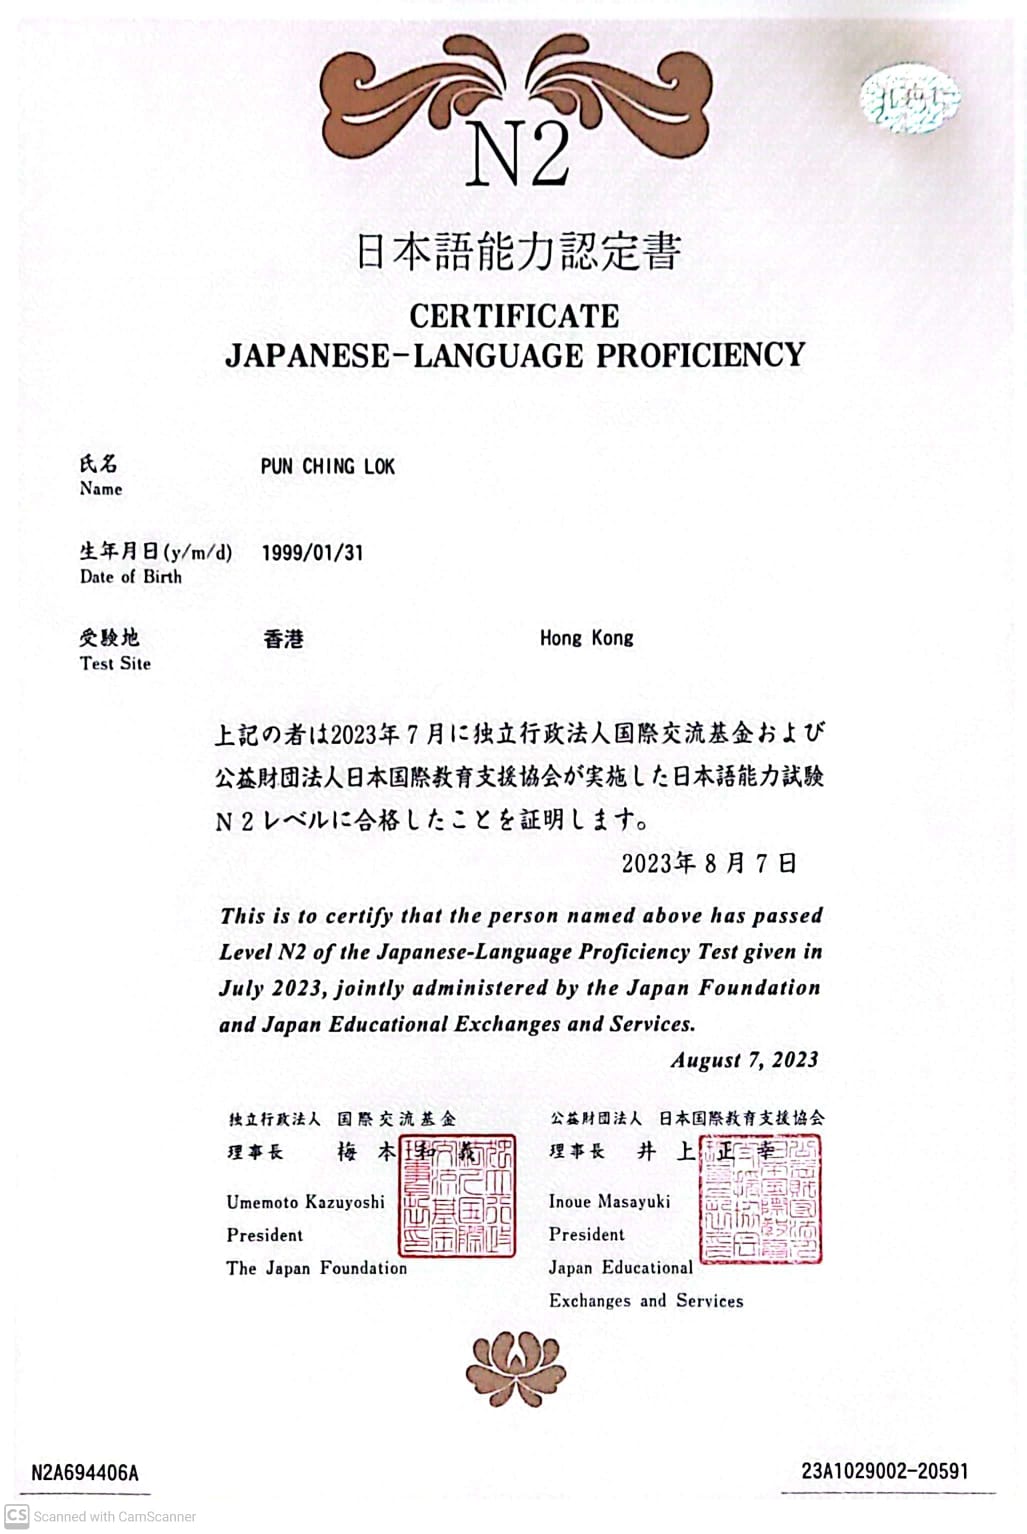 N2
日本語能力認定書
CERTIFICATE
JAPANESE-LANGUAGE PROFICIENCY
氏名 PUN CHING LOK
Name
生年月日(y/m/d) 1999/01/31
Date of Birth
受験地 香港 Hong Kong
Test Site
上記の者は2023年7月に独立行政法人国際交流基金および
公益財団法人日本国際教育支援協会が実施した日本語能力試験
N2レベルに合格したことを証明します。
2023年8月7日
This is to certify that the person named above has passed
Level N2 of the Japanese-Language Proficiency Test given in
July 2023, jointly administered by the Japan Foundation
and Japan Educational Exchanges and Services.
August 7, 2023
独立行政法人 国際交流基金
理事長 梅本和義
Umemoto Kazuyoshi
President
The Japan Foundation
公益財団法人 日本国際教育支援協会
理事長 井上正幸
Inoue Masayuki
President
Japan Educational
Exchanges and Services
N2A694406A
23A1029002-20591
CS Scanned with CamScanner